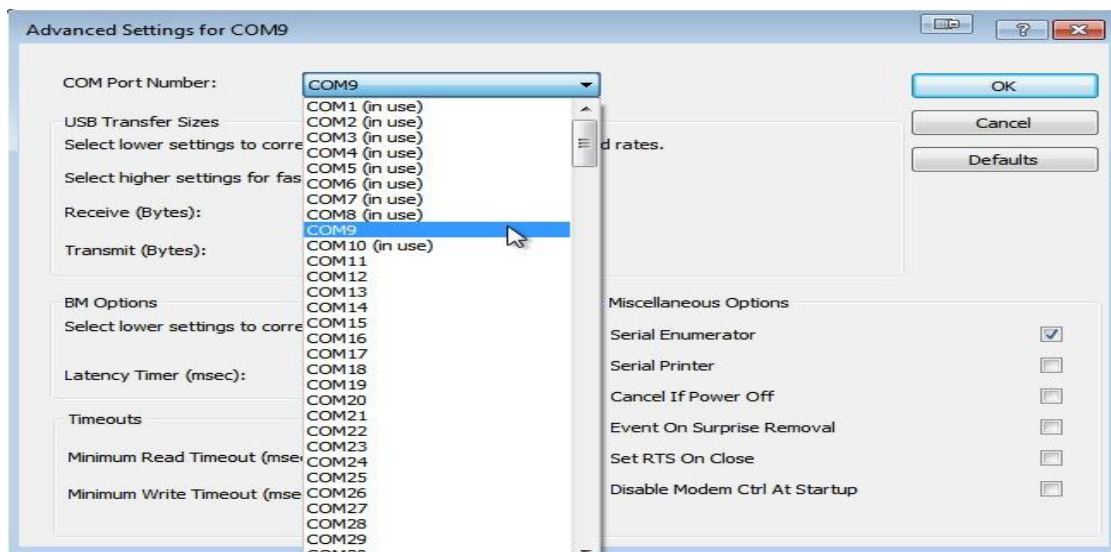 Advanced Settings for COM9
COM Port Number:
COM9
OK
Cancel
Defaults
COM1 (in use)
COM2 (in use)
COM3 (in use)
COM4 (in use)
COM5 (in use)
COM6 (in use)
COM7 (in use)
COM8 (in use)
COM9
COM10 (in use)
COM11
COM12
COM13
COM14
COM15
COM16
COM17
COM18
COM19
COM20
COM21
COM22
COM23
COM24
COM25
COM26
COM27
COM28
COM29
USB Transfer Sizes
Select lower settings to corre
d rates.
Select higher settings for fas
Receive (Bytes):
Transmit (Bytes):
BM Options
Select lower settings to corre
Latency Timer (msec):
Timeouts
Minimum Read Timeout (mse
Minimum Write Timeout (mse
Miscellaneous Options
Serial Enumerator
Serial Printer
Cancel If Power Off
Event On Surprise Removal
Set RTS On Close
Disable Modem Ctrl At Startup